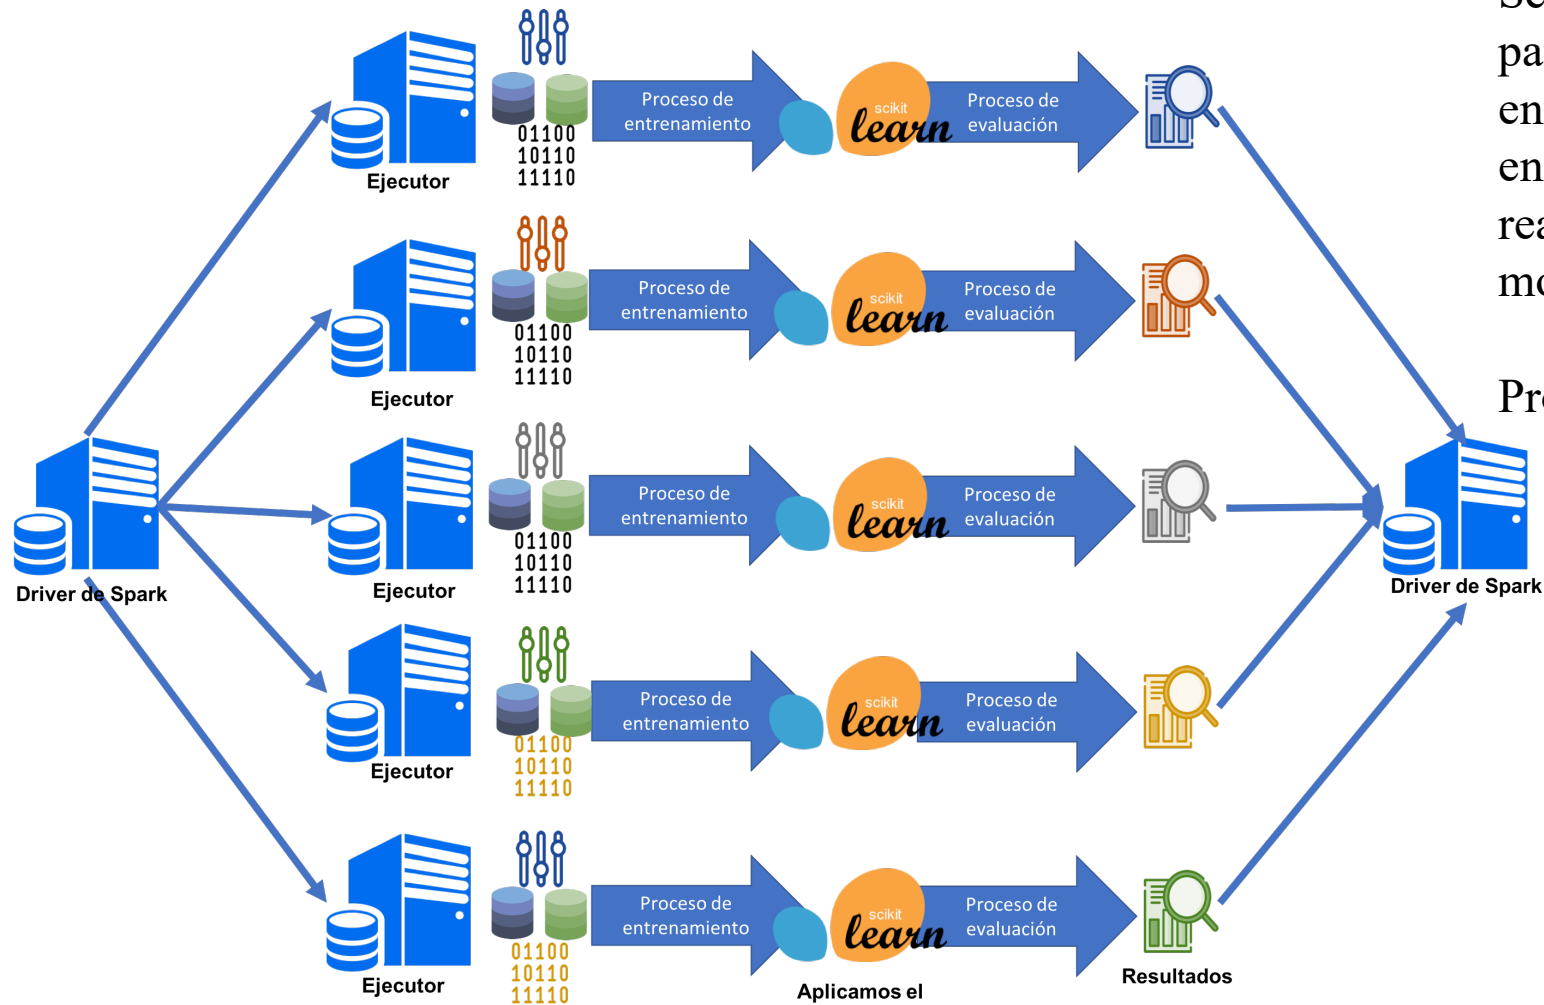 01100
10110
11110
Proceso de
entrenamiento
scikit
learn
Proceso de
evaluación
Ejecutor
01100
10110
11110
Proceso de
entrenamiento
scikit
learn
Proceso de
evaluación
Ejecutor
01100
10110
11110
Proceso de
entrenamiento
scikit
learn
Proceso de
evaluación
Ejecutor
Driver de Spark
Driver de Spark
01100
10110
11110
Proceso de
entrenamiento
scikit
learn
Proceso de
evaluación
Ejecutor
01100
10110
11110
Proceso de
entrenamiento
scikit
learn
Proceso de
evaluación
Ejecutor
Aplicamos el
Resultados